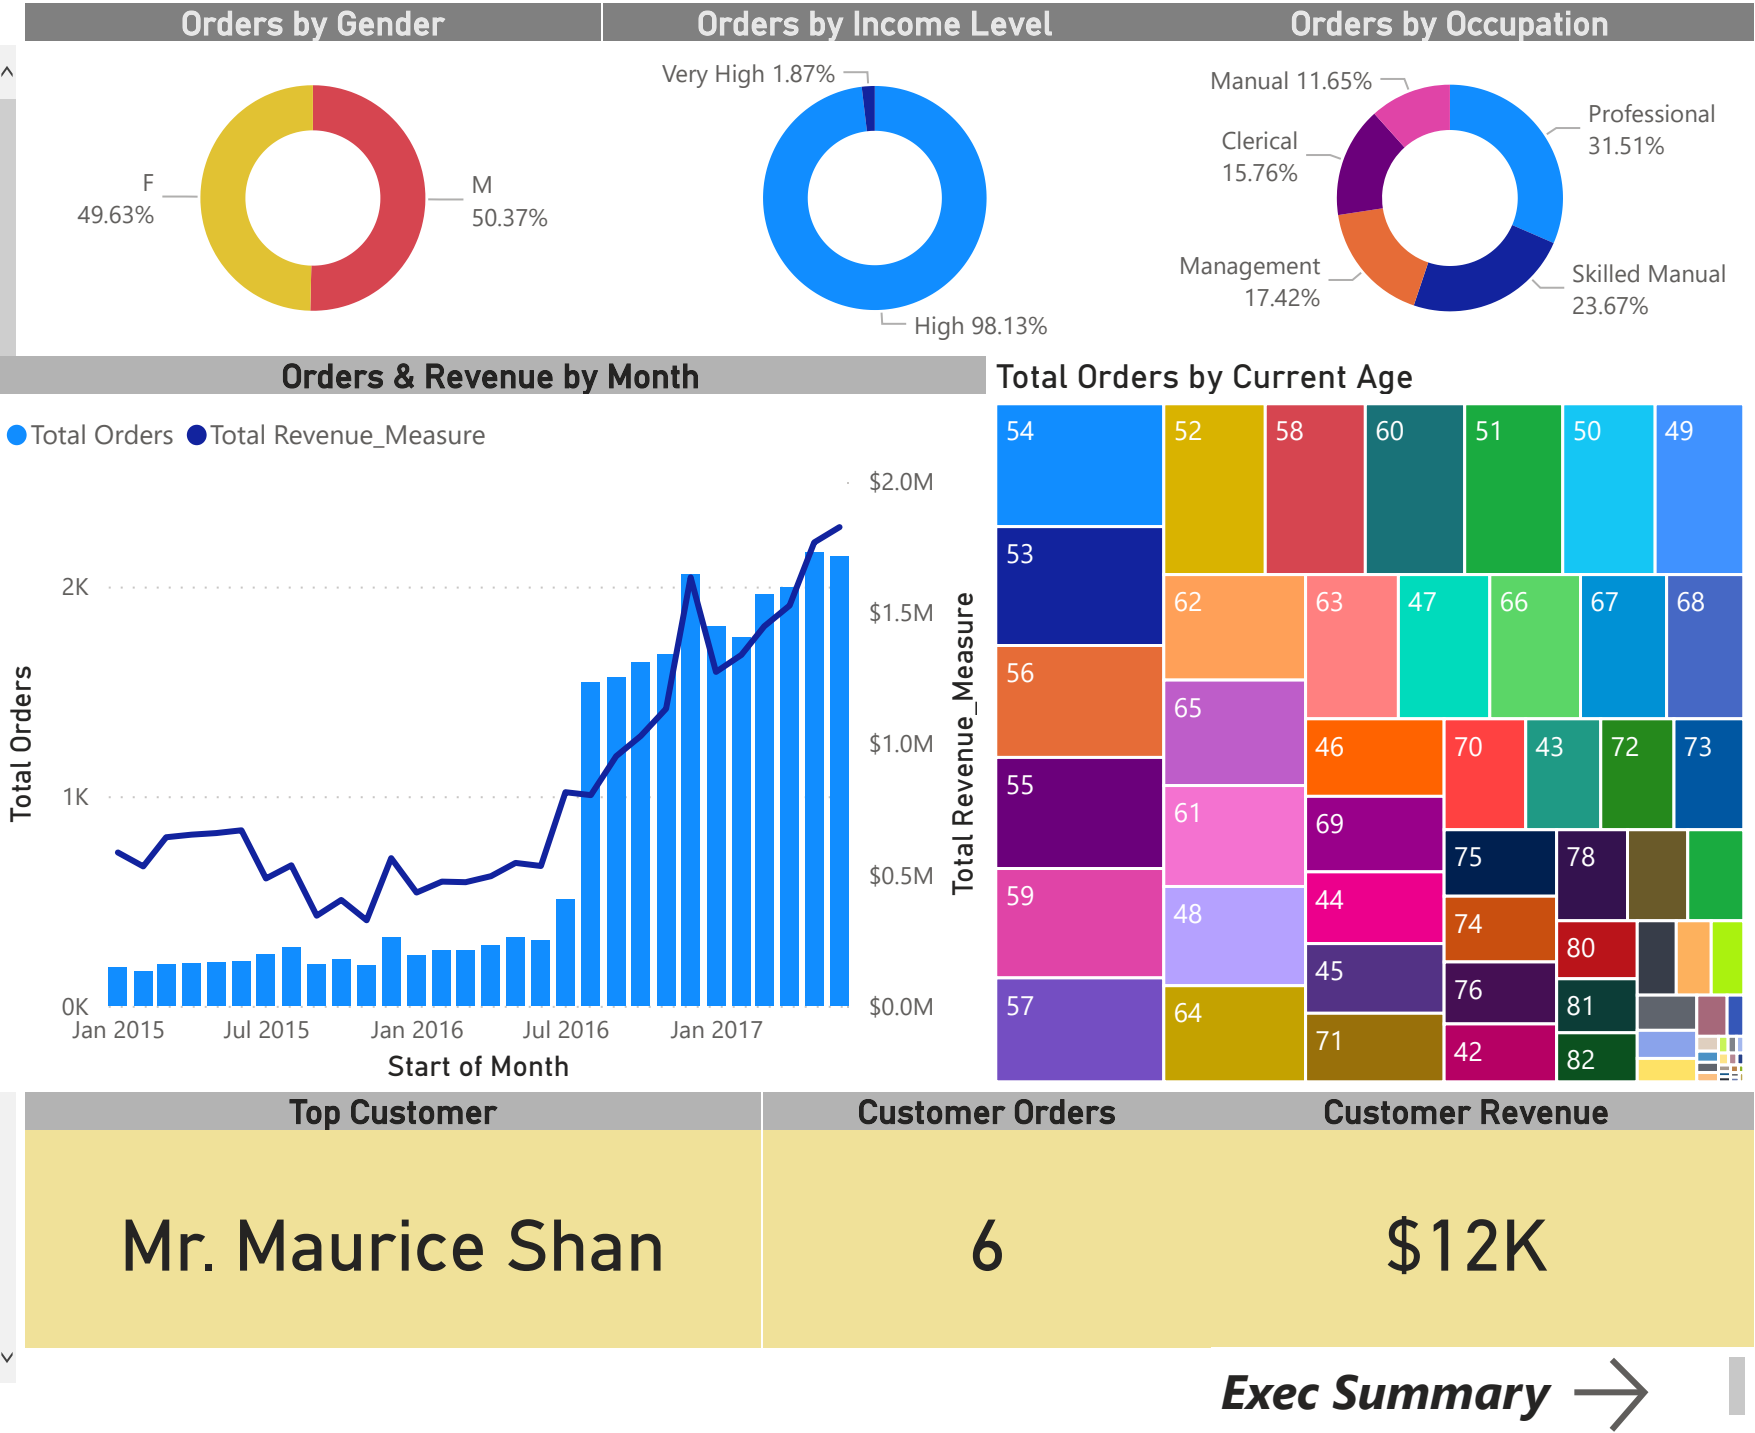 Orders by Gender
Orders by Income Level
Orders by Occupation
F
49.63%
M
50.37%
Very High 1.87%
High 98.13%
Manual 11.65%
Clerical
15.76%
Management
17.42%
Professional
31.51%
Skilled Manual
23.67%
Orders & Revenue by Month
Total Orders
Total Revenue_Measure
Total Orders
2K
1K
0K
$2.0M
$1.5M
$1.0M
$0.5M
$0.0M
Total Revenue_Measure
Jan 2015
Jul 2015
Jan 2016
Jul 2016
Jan 2017
Start of Month
Total Orders by Current Age
54
53
56
55
59
57
52
58
60
51
50
49
62
65
61
48
64
63
47
66
67
68
46
69
44
45
71
70
43
72
73
75
74
76
42
78
80
81
82
Top Customer
Customer Orders
Customer Revenue
Mr. Maurice Shan
6
$12K
Exec Summary